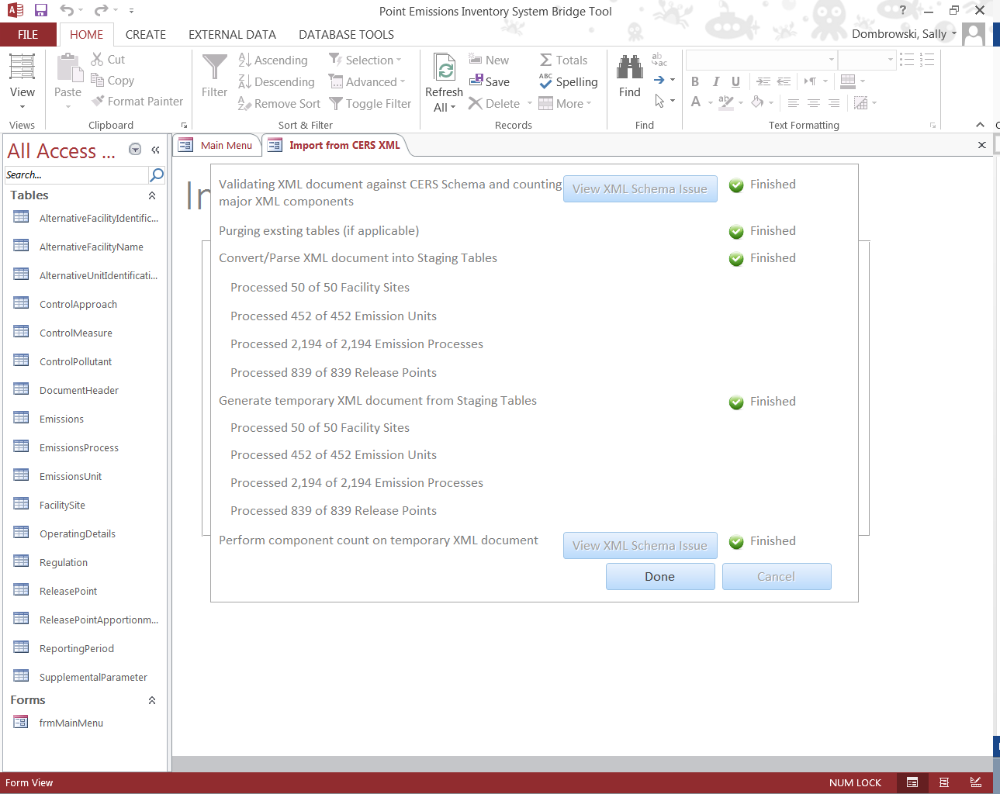 Point Emissions Inventory System Bridge Tool
?
FILE HOME CREATE EXTERNAL DATA DATABASE TOOLS
Dombrowski, Sally
View
Views
Paste
Cut
Copy
Format Painter
Clipboard
Filter
Ascending
Descending
Remove Sort
Selection
Advanced
Toggle Filter
Sort & Filter
Refresh
All
New
Save
Delete
Totals
Spelling
More
Records
Find
Find
B I U
A
Text Formatting
All Access ...
Search...
Tables
AlternativeFacilityIdentific...
AlternativeFacilityName
AlternativeUnitIdentificati...
ControlApproach
ControlMeasure
ControlPollutant
DocumentHeader
Emissions
EmissionsProcess
EmissionsUnit
FacilitySite
OperatingDetails
Regulation
ReleasePoint
ReleasePointApportionm...
ReportingPeriod
SupplementalParameter
Forms
frmMainMenu
Main Menu
Import from CERS XML
In
Validating XML document against CERS Schema and counting
major XML components
View XML Schema Issue
Finished
Purging exsting tables (if applicable)
Finished
Convert/Parse XML document into Staging Tables
Finished
Processed 50 of 50 Facility Sites
Processed 452 of 452 Emission Units
Processed 2,194 of 2,194 Emission Processes
Processed 839 of 839 Release Points
Generate temporary XML document from Staging Tables
Finished
Processed 50 of 50 Facility Sites
Processed 452 of 452 Emission Units
Processed 2,194 of 2,194 Emission Processes
Processed 839 of 839 Release Points
Perform component count on temporary XML document
View XML Schema Issue
Finished
Done
Cancel
Form View
NUM LOCK